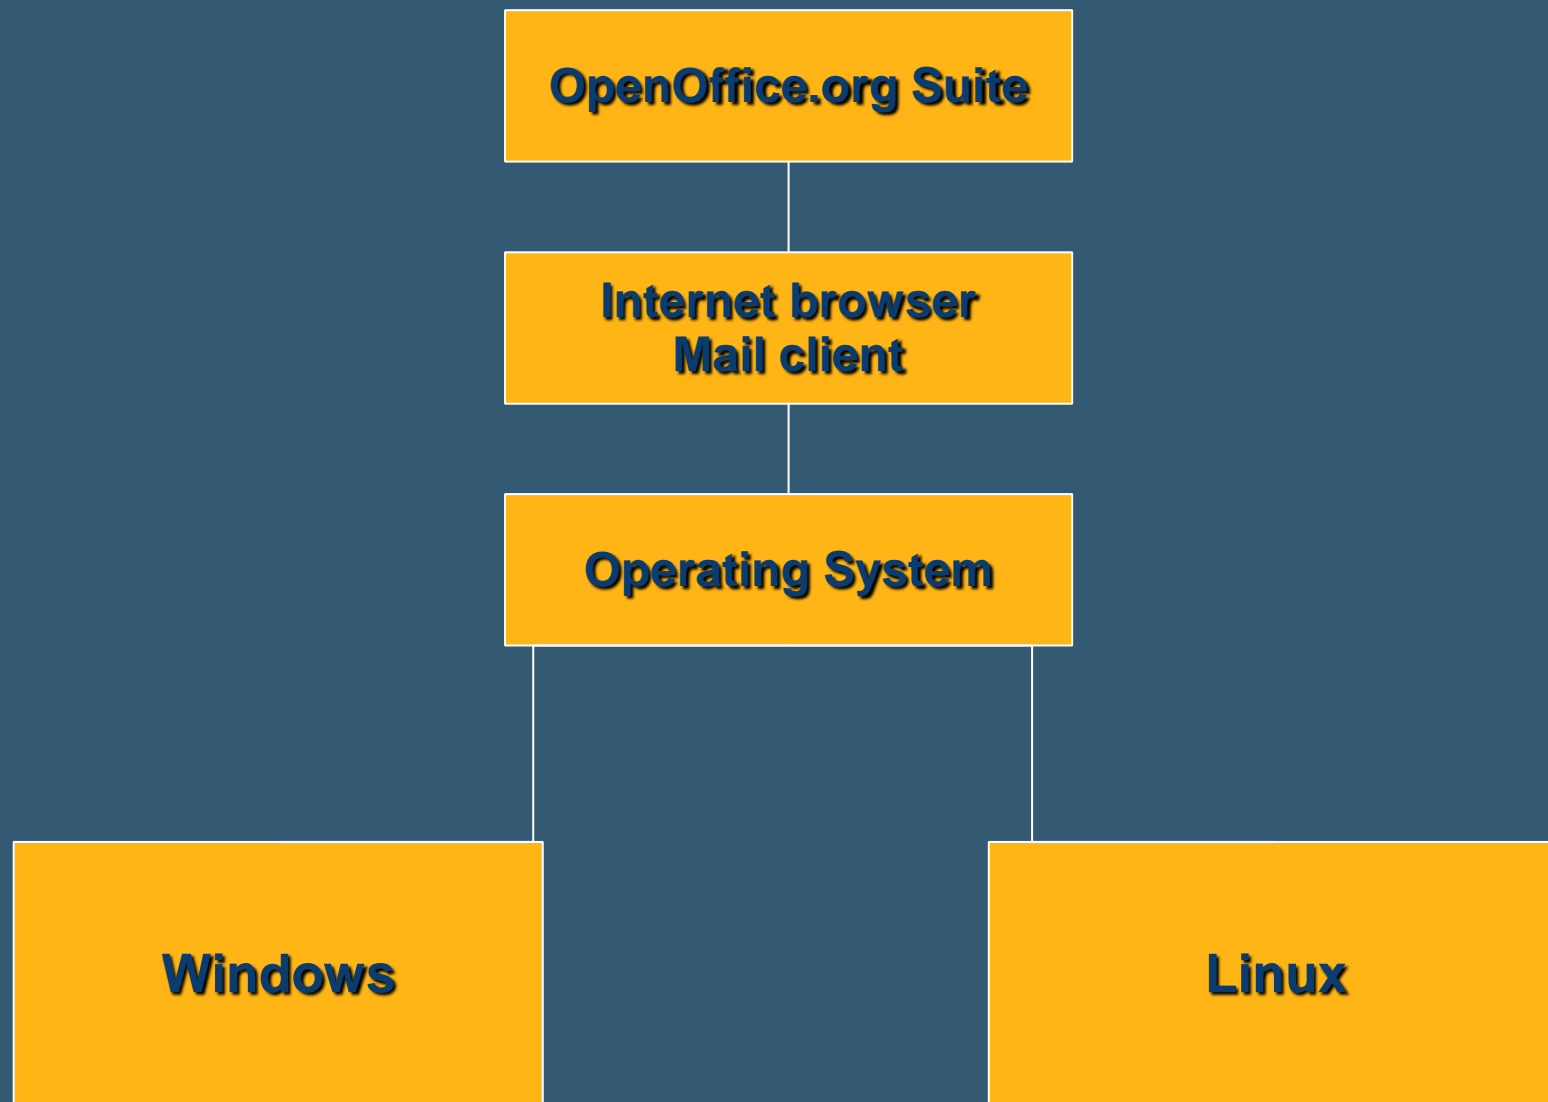 OpenOffice.org Suite
Internet browser
Mail client
Operating System
Windows
Linux